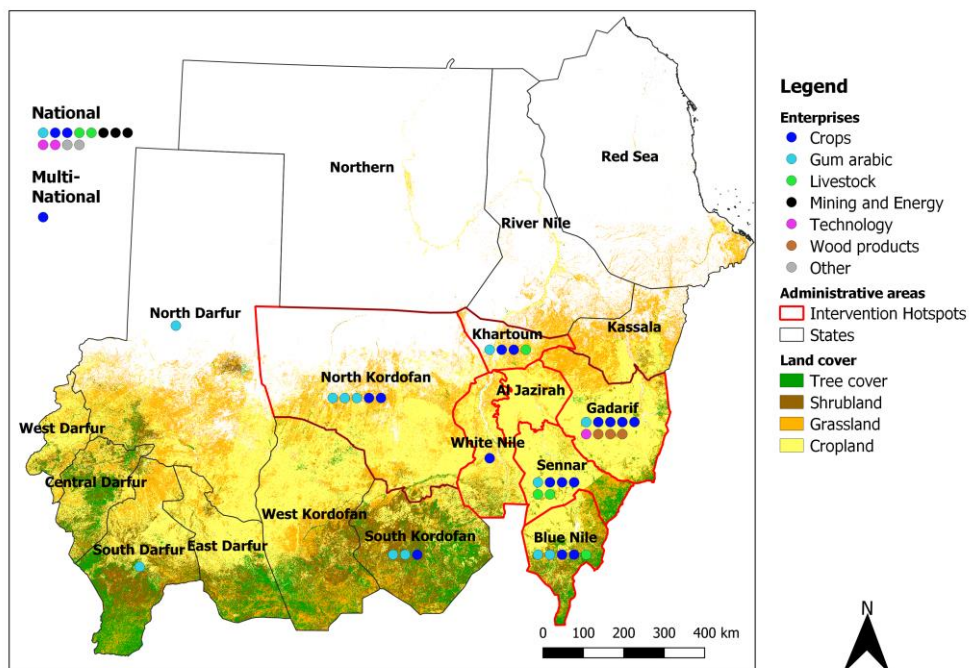 National
Multi-
National
Northern
Red Sea
River Nile
North Darfur
Khartoum
Kassala
North Kordofan
Al Jazirah
Gadarif
West Darfur
White Nile
Sennar
Central Darfur
West Kordofan
South Kordofan
Blue Nile
South Darfur
East Darfur
0 100 200 300 400 km
N
Legend
Enterprises
Crops
Gum arabic
Livestock
Mining and Energy
Technology
Wood products
Other
Administrative areas
Intervention Hotspots
States
Land cover
Tree cover
Shrubland
Grassland
Cropland